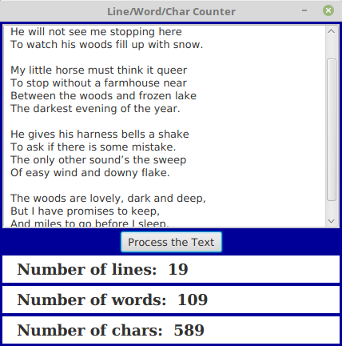 Line/Word/Char Counter
He will not see me stopping here
To watch his woods fill up with snow.
My little horse must think it queer
To stop without a farmhouse near
Between the woods and frozen lake
The darkest evening of the year.
He gives his harness bells a shake
To ask if there is some mistake.
The only other sound’s the sweep
Of easy wind and downy flake.
The woods are lovely, dark and deep,
But I have promises to keep,
And miles to go before I sleep,
Process the Text
Number of lines: 19
Number of words: 109
Number of chars: 589